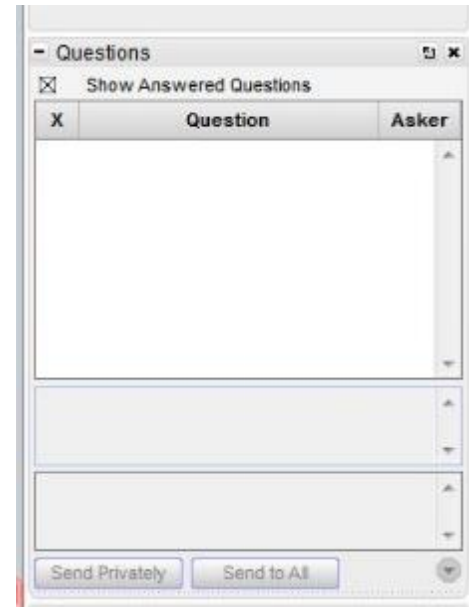 Questions
Show Answered Questions
X Question Asker
Send Privately Send to All